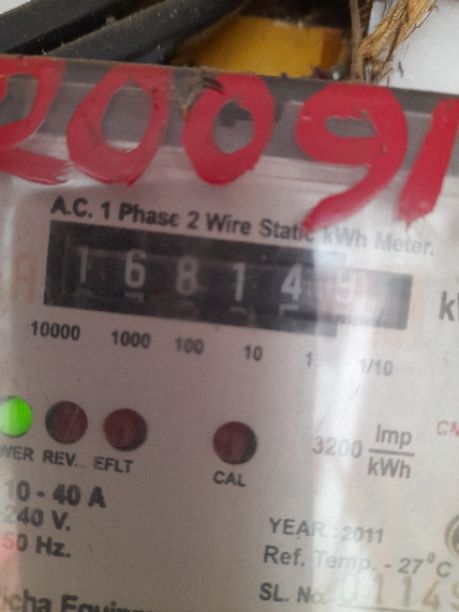 20091
A.C. 1 Phase 2 Wire Static kWh Meter.
1 6 8 1 4 9
10000 1000 100 10 1 1/10
3200 Imp/kWh
REV. EFLT CAL
10 - 40 A
240 V.
50 Hz.
YEAR 2011
Ref. Temp. - 27°C
SL. No.